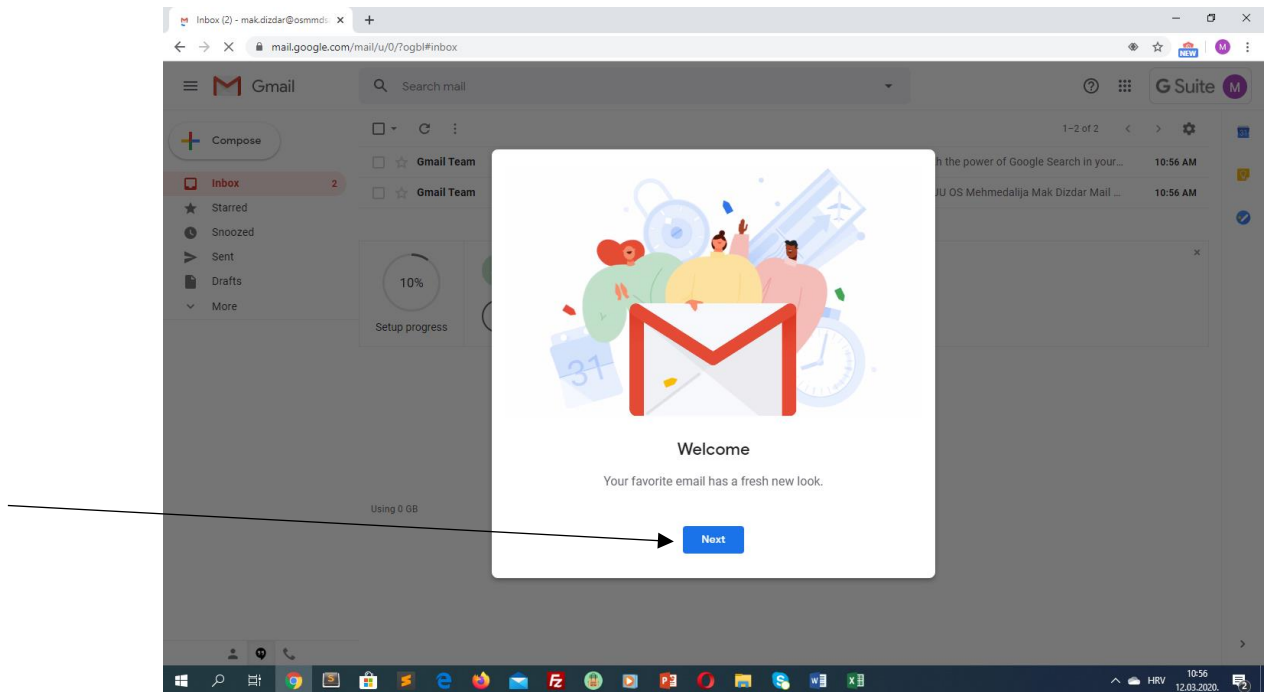 Inbox (2) - mak.dizdar@osmmds
mail.google.com/mail/u/0/?ogbl#inbox
NEW
M
Gmail
Search mail
G Suite
M
Compose
1–2 of 2
31
Gmail Team
h the power of Google Search in your...
10:56 AM
Inbox
2
Gmail Team
JU OS Mehmedalija Mak Dizdar Mail ...
10:56 AM
Starred
Snoozed
Sent
Drafts
10%
More
Setup progress
31
Welcome
Your favorite email has a fresh new look.
Using 0 GB
Next
HRV
10:56
12.03.2020.
2